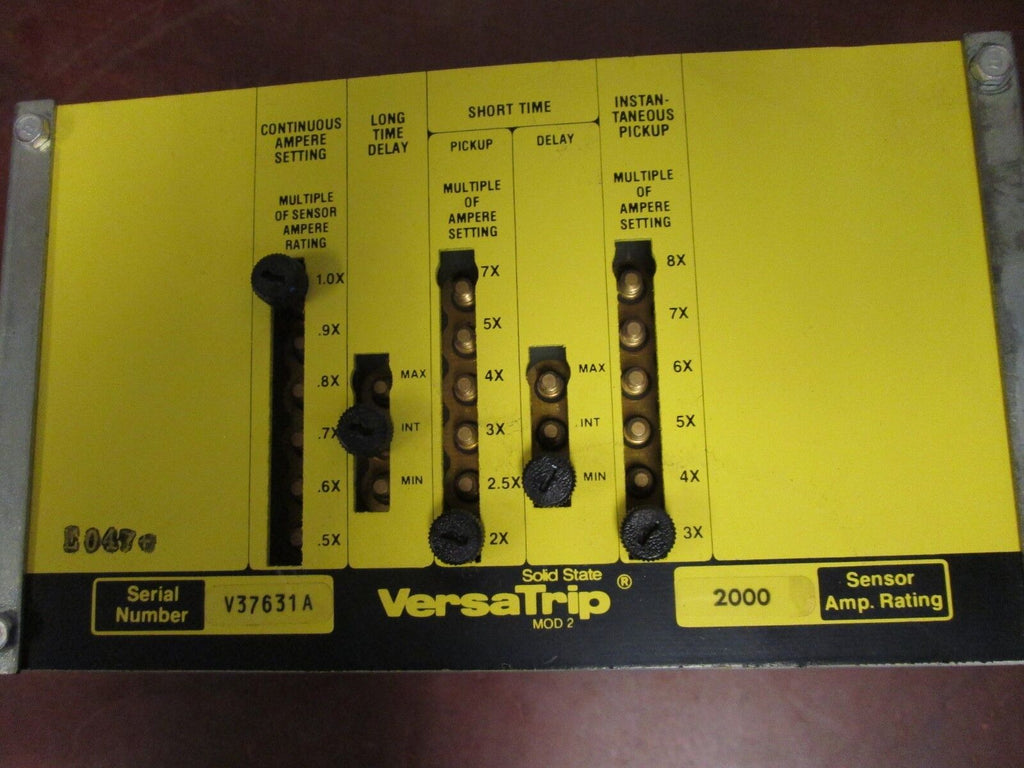 CONTINUOUS
AMPERE
SETTING
MULTIPLE
OF SENSOR
AMPERE
RATING
1.0X
.9X
.8X
.7X
.6X
.5X
LONG
TIME
DELAY
MAX
INT
MIN
SHORT TIME
PICKUP
MULTIPLE
OF
AMPERE
SETTING
7X
5X
4X
3X
2.5X
2X
DELAY
MAX
INT
MIN
INSTAN-
TANEOUS
PICKUP
MULTIPLE
OF
AMPERE
SETTING
8X
7X
6X
5X
4X
3X
Serial
Number
V37631A
Solid State
VersaTrip®
MOD 2
2000
Sensor
Amp. Rating